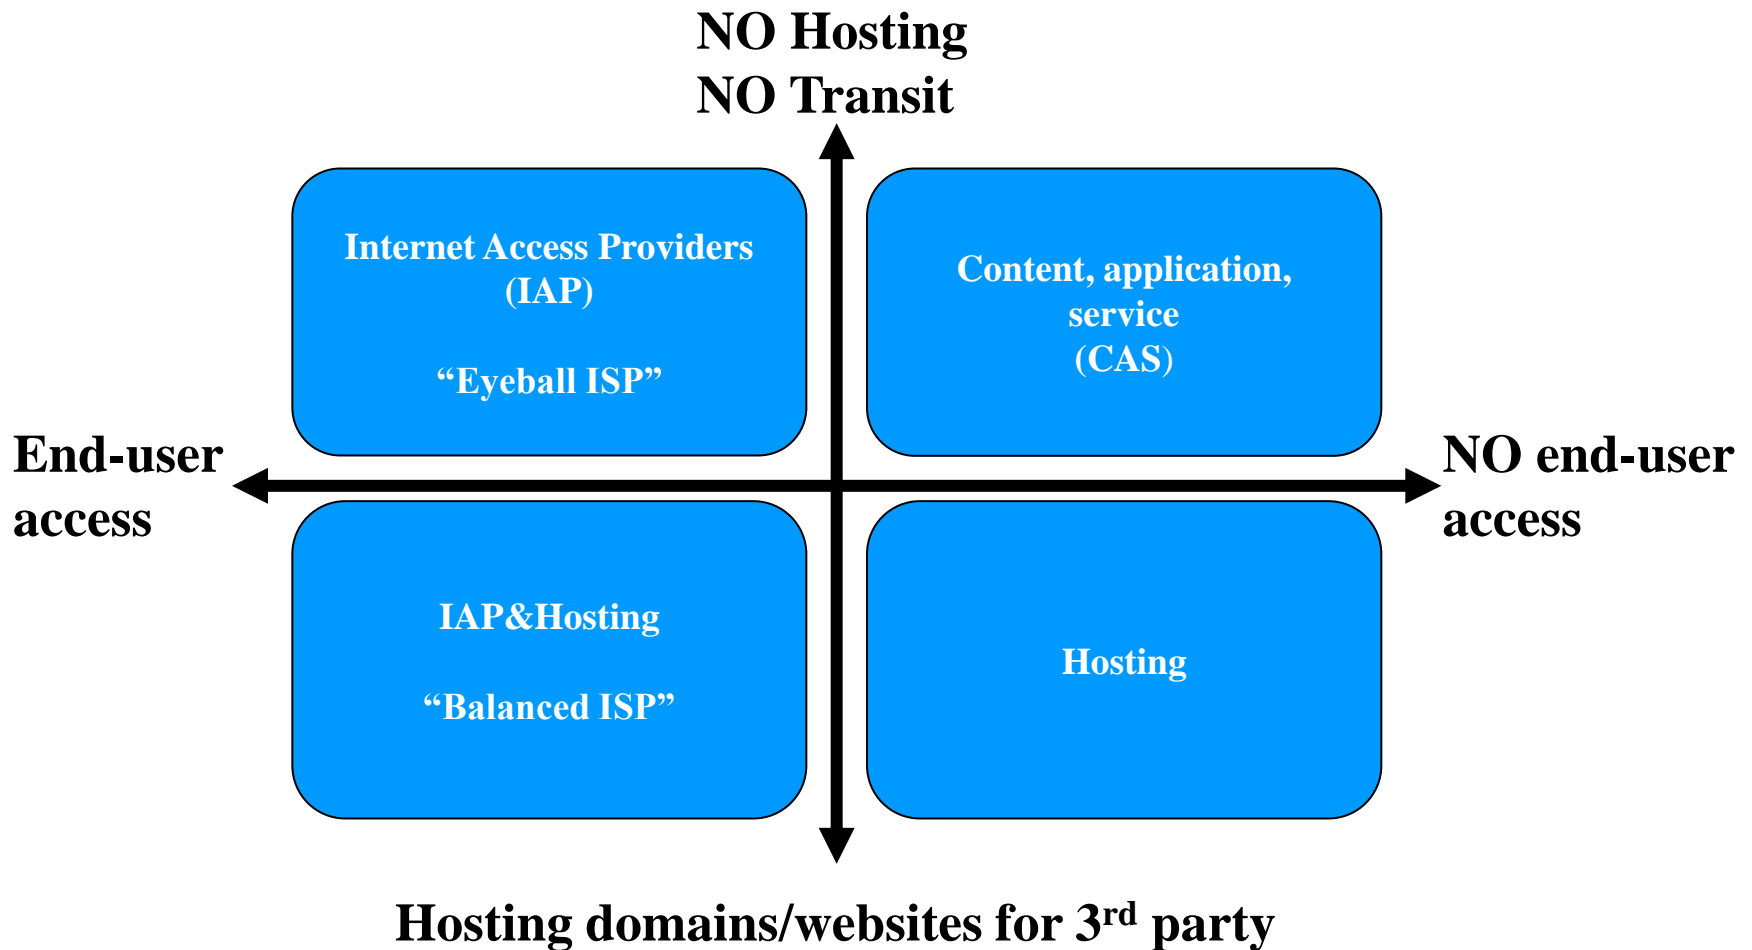 NO Hosting
NO Transit
Internet Access Providers
(IAP)
“Eyeball ISP”
Content, application,
service
(CAS)
End-user
access
NO end-user
access
IAP&Hosting
“Balanced ISP”
Hosting
Hosting domains/websites for 3rd party